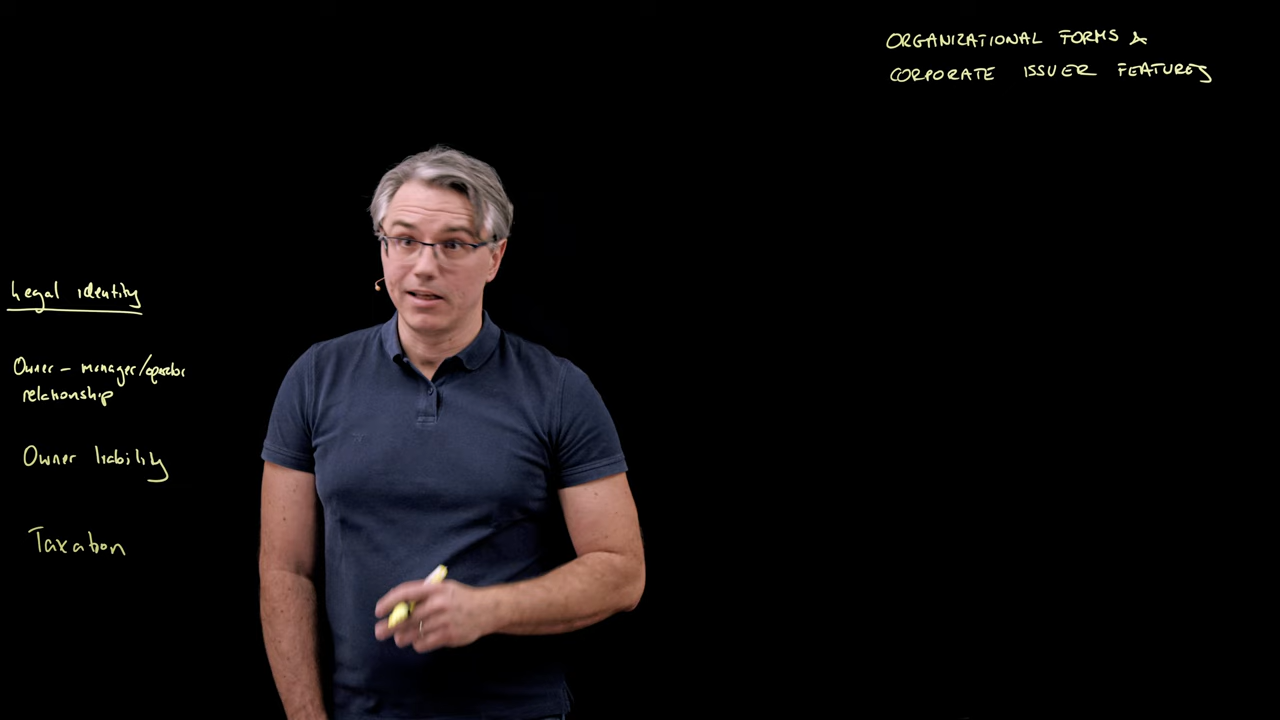 ORGANIZATIONAL FORMS &
CORPORATE ISSUER FEATURES
Legal identity
Owner - manager/operator
relationship
Owner liability
Taxation